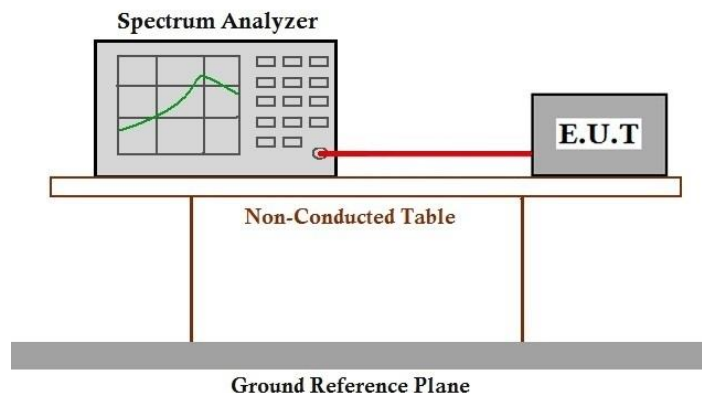 Spectrum Analyzer
E.U.T
Non-Conducted Table
Ground Reference Plane